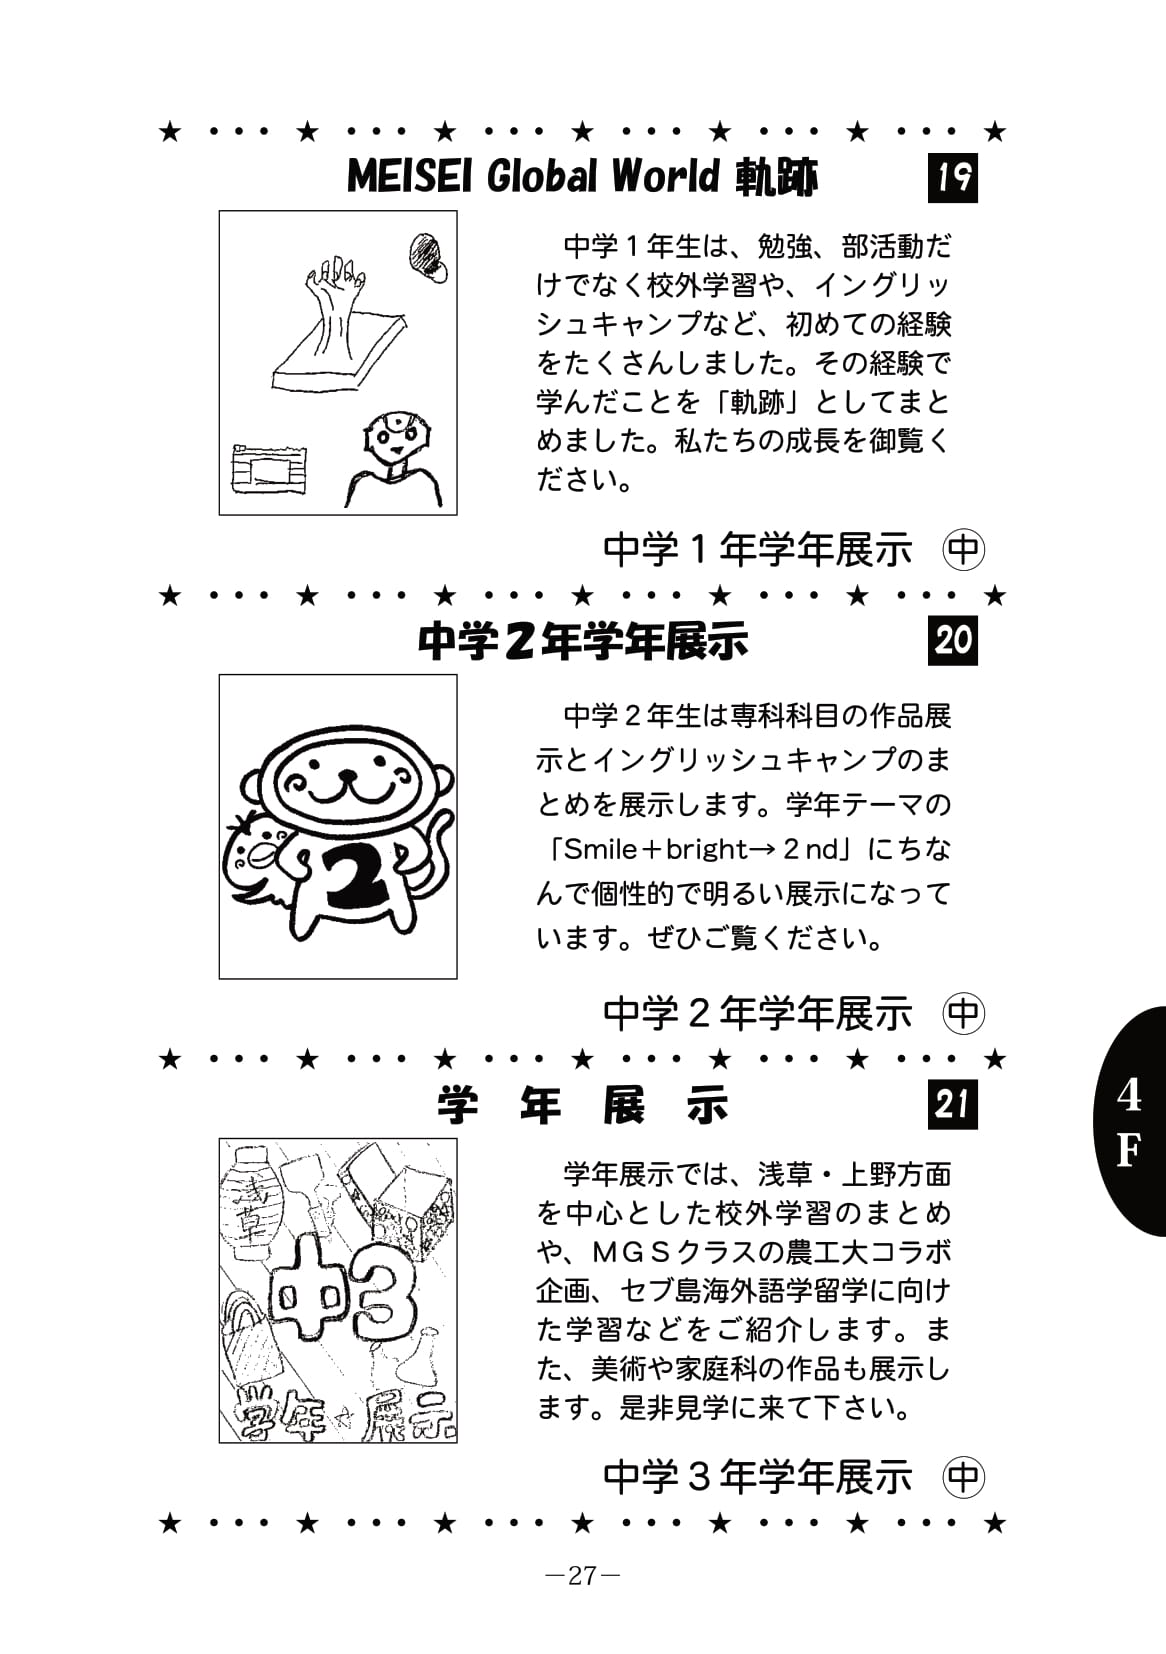 MEISEI Global World 軌跡
19
中学１年生は、勉強、部活動だ
けでなく校外学習や、イングリッ
シュキャンプなど、初めての経験
をたくさんしました。その経験で
学んだことを「軌跡」としてまと
めました。私たちの成長を御覧く
ださい。
中学１年学年展示 ㊥
中学２年学年展示
20
2
中学２年生は専科科目の作品展
示とイングリッシュキャンプのま
とめを展示します。学年テーマの
「Smile＋bright→２nd」にちな
んで個性的で明るい展示になって
います。ぜひご覧ください。
中学２年学年展示 ㊥
学年展示
21
浅草
中3
学年☆展示
学年展示では、浅草・上野方面
を中心とした校外学習のまとめ
や、ＭＧＳクラスの農工大コラボ
企画、セブ島海外語学留学に向け
た学習などをご紹介します。ま
た、美術や家庭科の作品も展示し
ます。是非見学に来て下さい。
中学３年学年展示 ㊥
4F
—27—